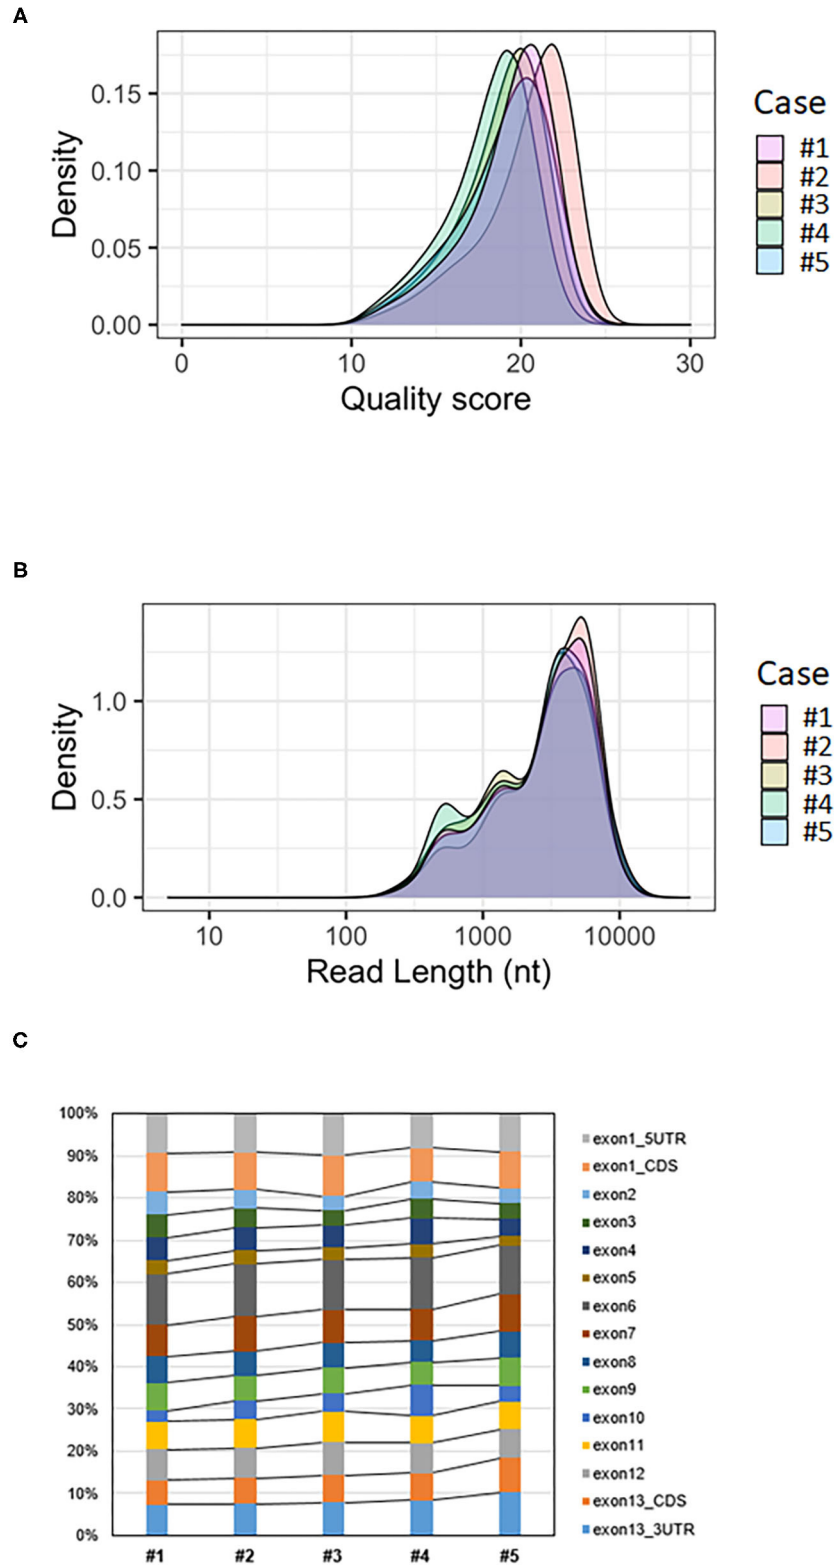 A
Density
0.15
0.10
0.05
0.00
0 10 20 30
Quality score
Case
#1
#2
#3
#4
#5
B
Density
1.0
0.5
0.0
10 100 1000 10000
Read Length (nt)
Case
#1
#2
#3
#4
#5
C
100%
90%
80%
70%
60%
50%
40%
30%
20%
10%
0%
#1 #2 #3 #4 #5
exon1_5UTR
exon1_CDS
exon2
exon3
exon4
exon5
exon6
exon7
exon8
exon9
exon10
exon11
exon12
exon13_CDS
exon13_3UTR